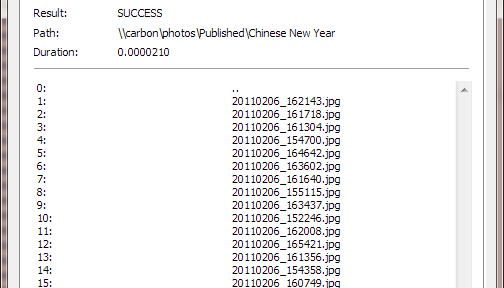 Result: SUCCESS
Path: \\carbon\photos\Published\Chinese New Year
Duration: 0.0000210
0: ..
1: 20110206_162143.jpg
2: 20110206_161718.jpg
3: 20110206_161304.jpg
4: 20110206_154700.jpg
5: 20110206_164642.jpg
6: 20110206_163602.jpg
7: 20110206_161640.jpg
8: 20110206_155115.jpg
9: 20110206_163437.jpg
10: 20110206_152246.jpg
11: 20110206_162008.jpg
12: 20110206_165421.jpg
13: 20110206_161356.jpg
14: 20110206_154358.jpg
15: 20110206_160749.jpg